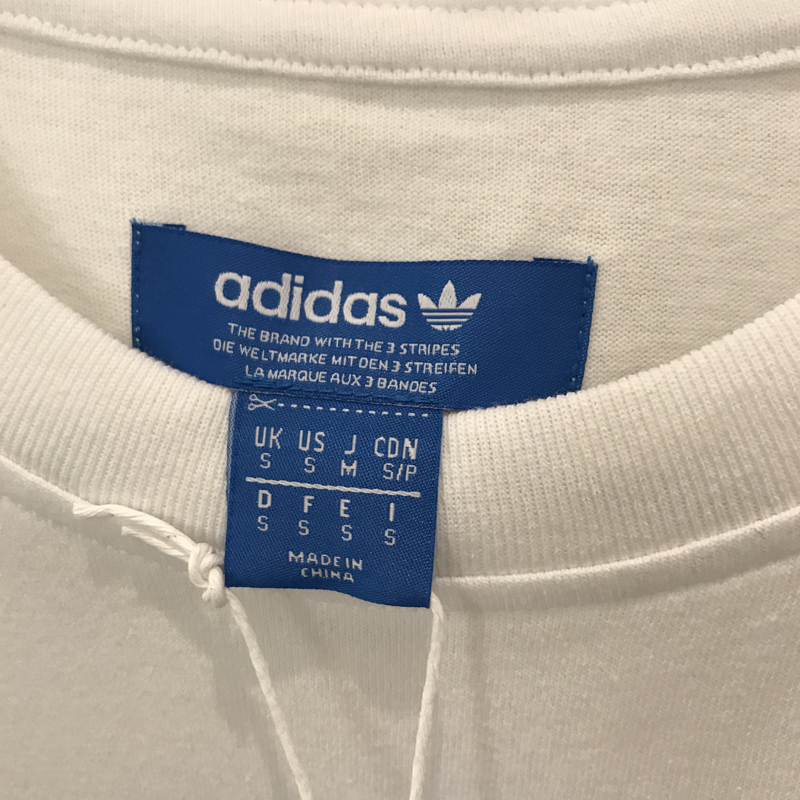 adidas
THE BRAND WITH THE 3 STRIPES
DIE WELTMARKE MIT DEN 3 STREIFEN
LA MARQUE AUX 3 BANDES
UK US J CDN
S S M S/P
D F E I
S S S S
MADE IN
CHINA